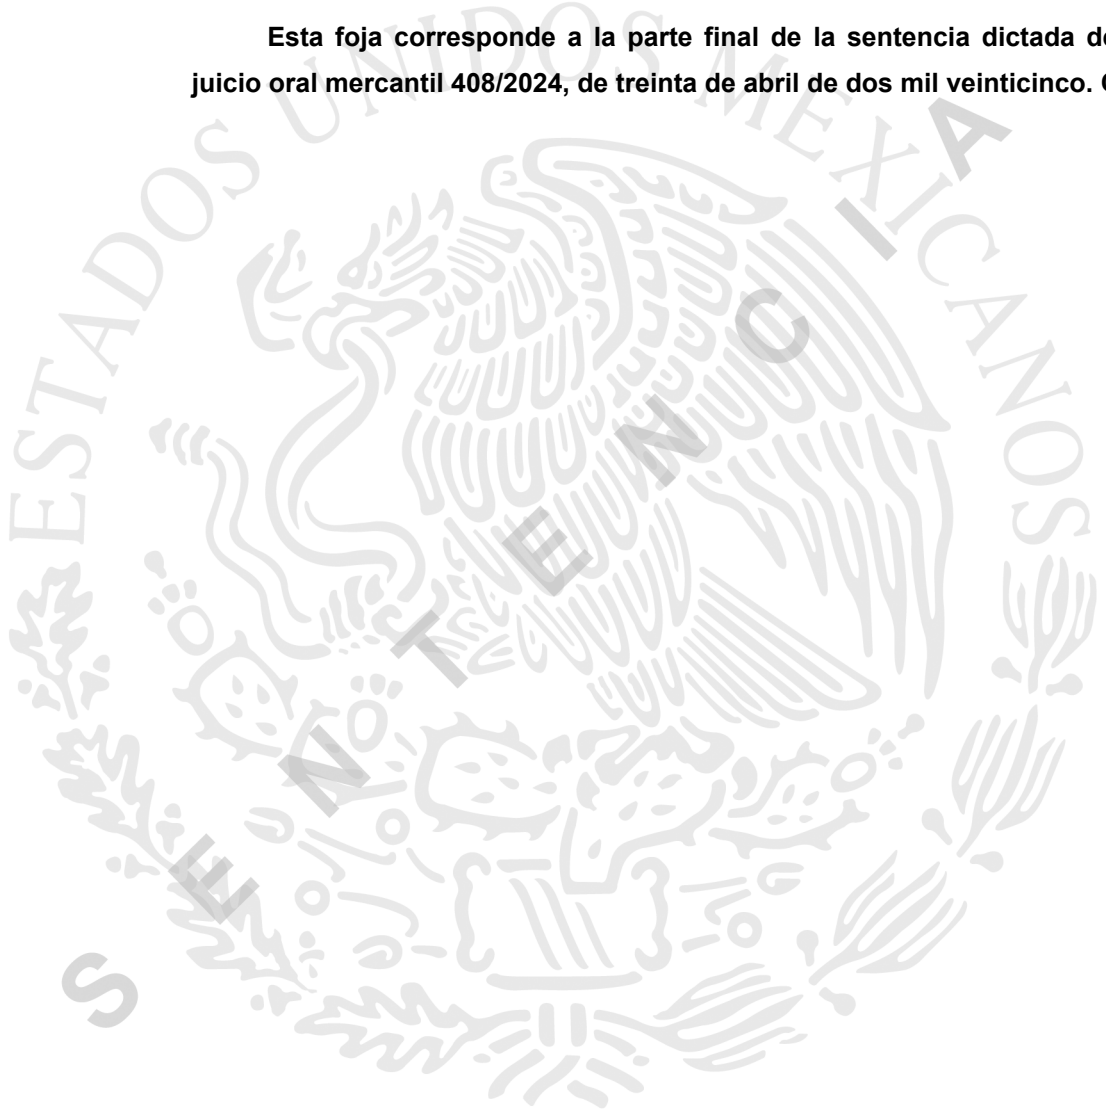 Esta foja corresponde a la parte final de la sentencia dictada
juicio oral mercantil 408/2024, de treinta de abril de dos mil veinticinco.
ESTADOS UNIDOS MEXICANOS
SENTENCIA